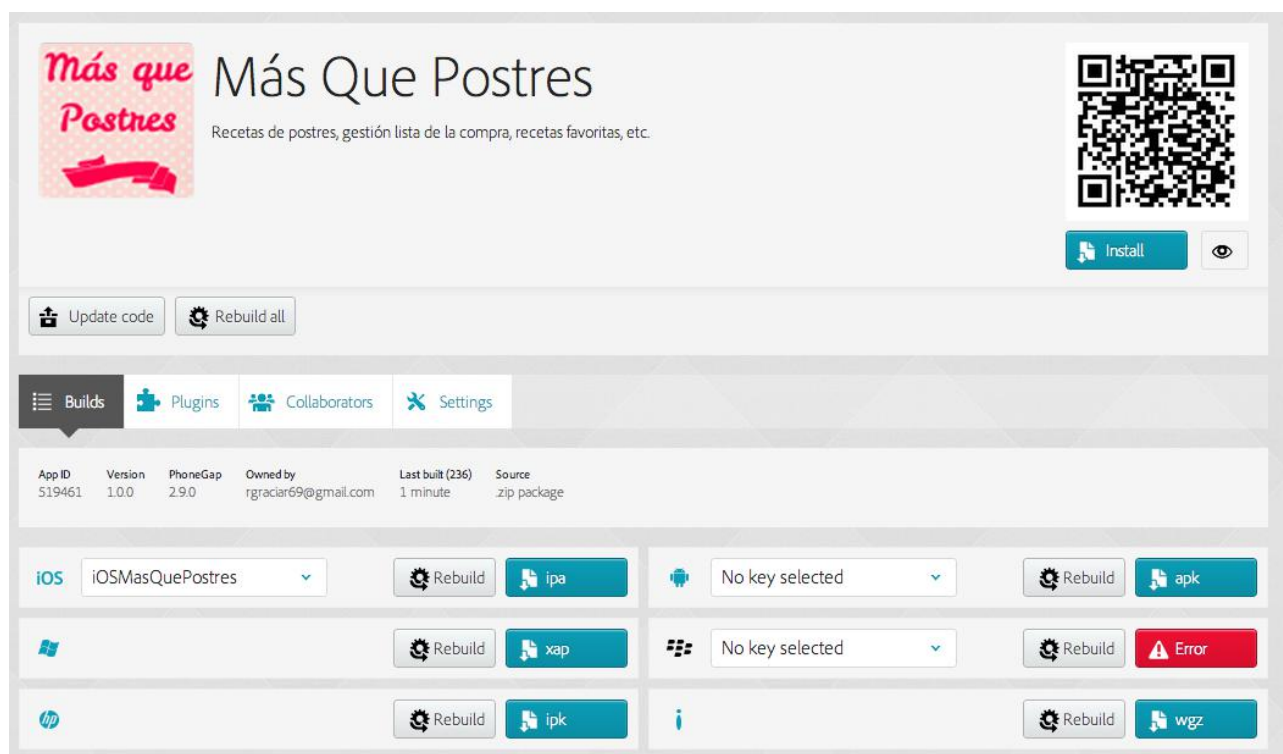 Más que
Postres
Más Que Postres
Recetas de postres, gestión lista de la compra, recetas favoritas, etc.
Install
Update code
Rebuild all
Builds
Plugins
Collaborators
Settings
App ID Version PhoneGap Owned by Last built (236) Source
519461 1.0.0 2.9.0 rgraciar69@gmail.com 1 minute .zip package
iOS iOSMasQuePostres Rebuild ipa
No key selected Rebuild apk
Rebuild xap
No key selected Rebuild Error
hp Rebuild ipk
Rebuild wgz